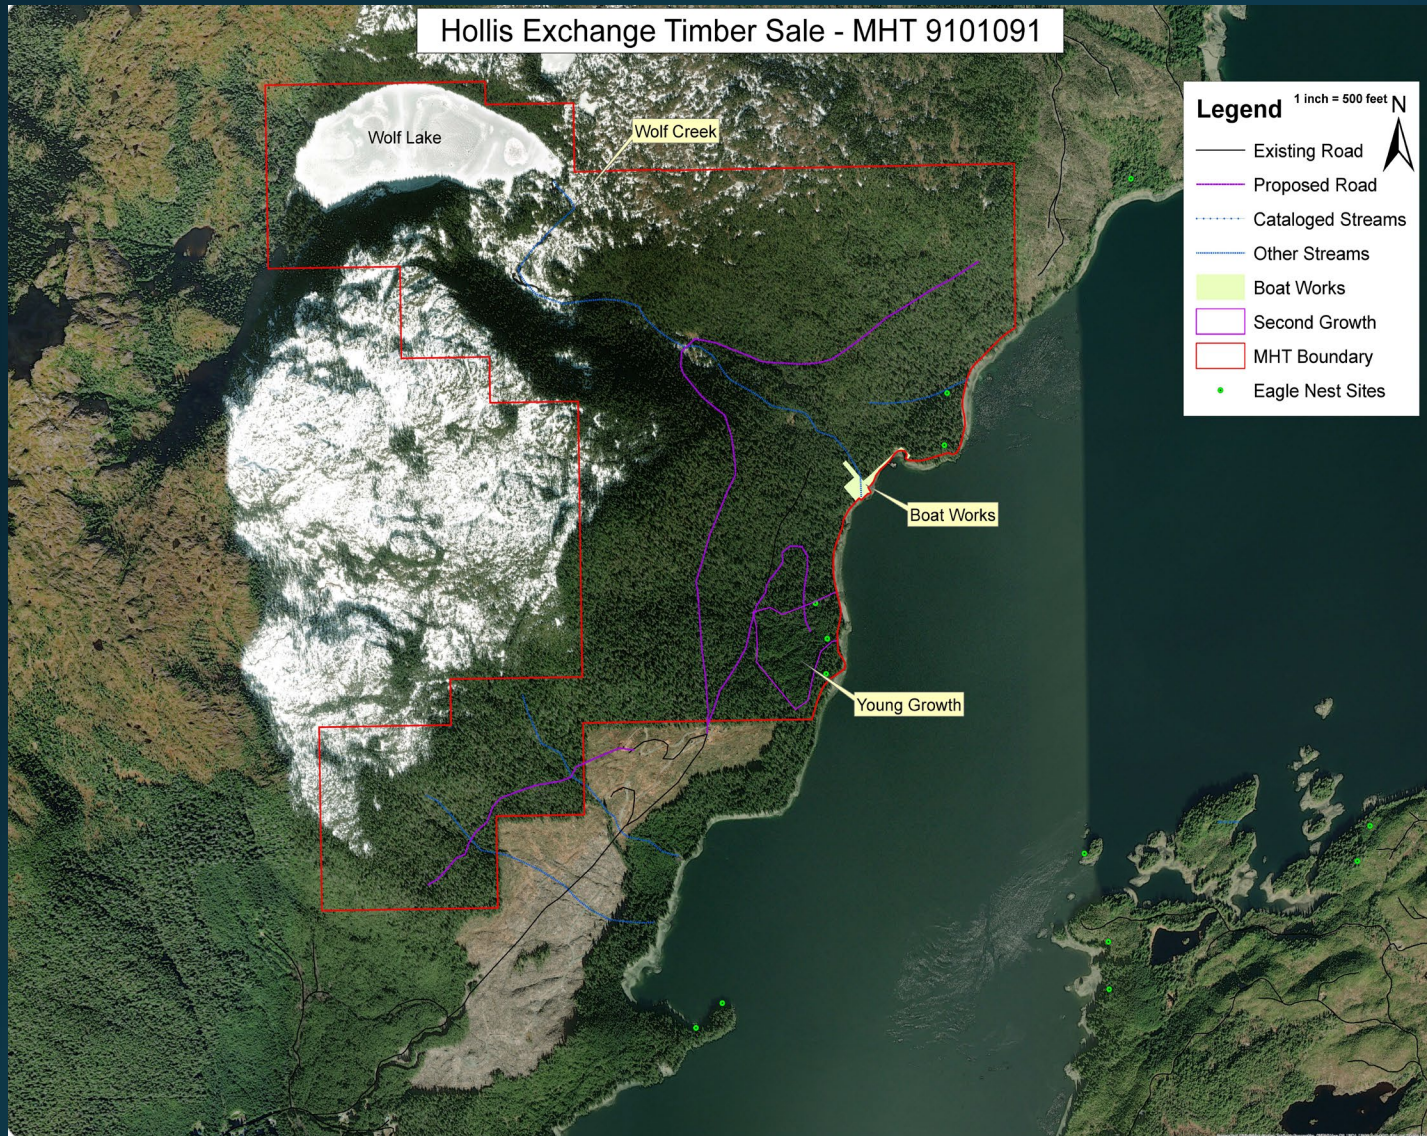 Hollis Exchange Timber Sale - MHT 9101091
Wolf Lake
Wolf Creek
Legend 1 inch = 500 feet N
Existing Road
Proposed Road
Cataloged Streams
Other Streams
Boat Works
Second Growth
MHT Boundary
Eagle Nest Sites
Boat Works
Young Growth